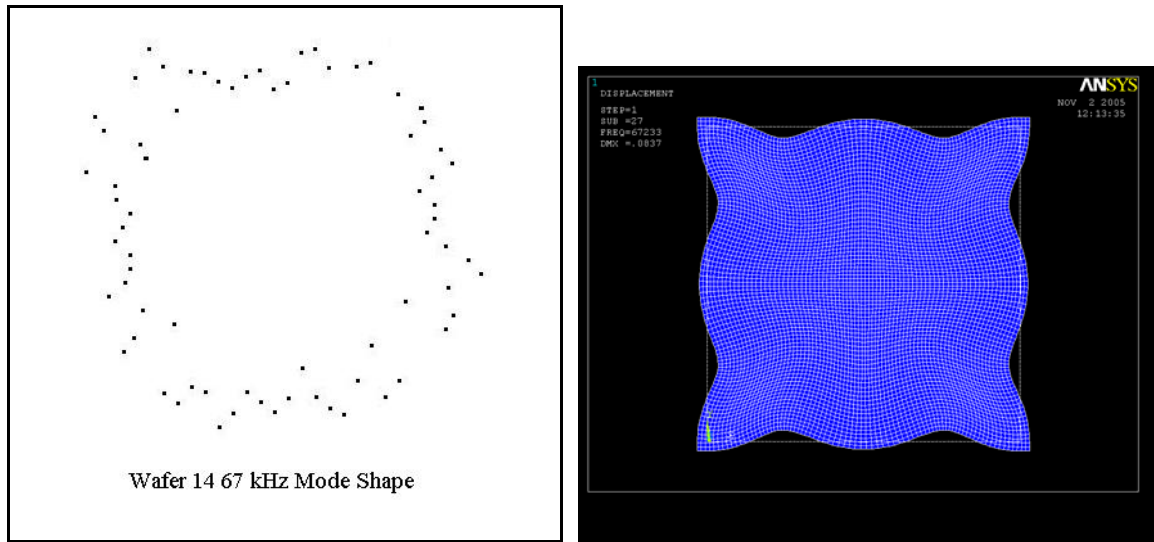 Wafer 14 67 kHz Mode Shape
1
DISPLACEMENT
STEP=1
SUB =27
FREQ=67233
DMX =.0837
ANSYS
NOV 2 2005
12:13:35